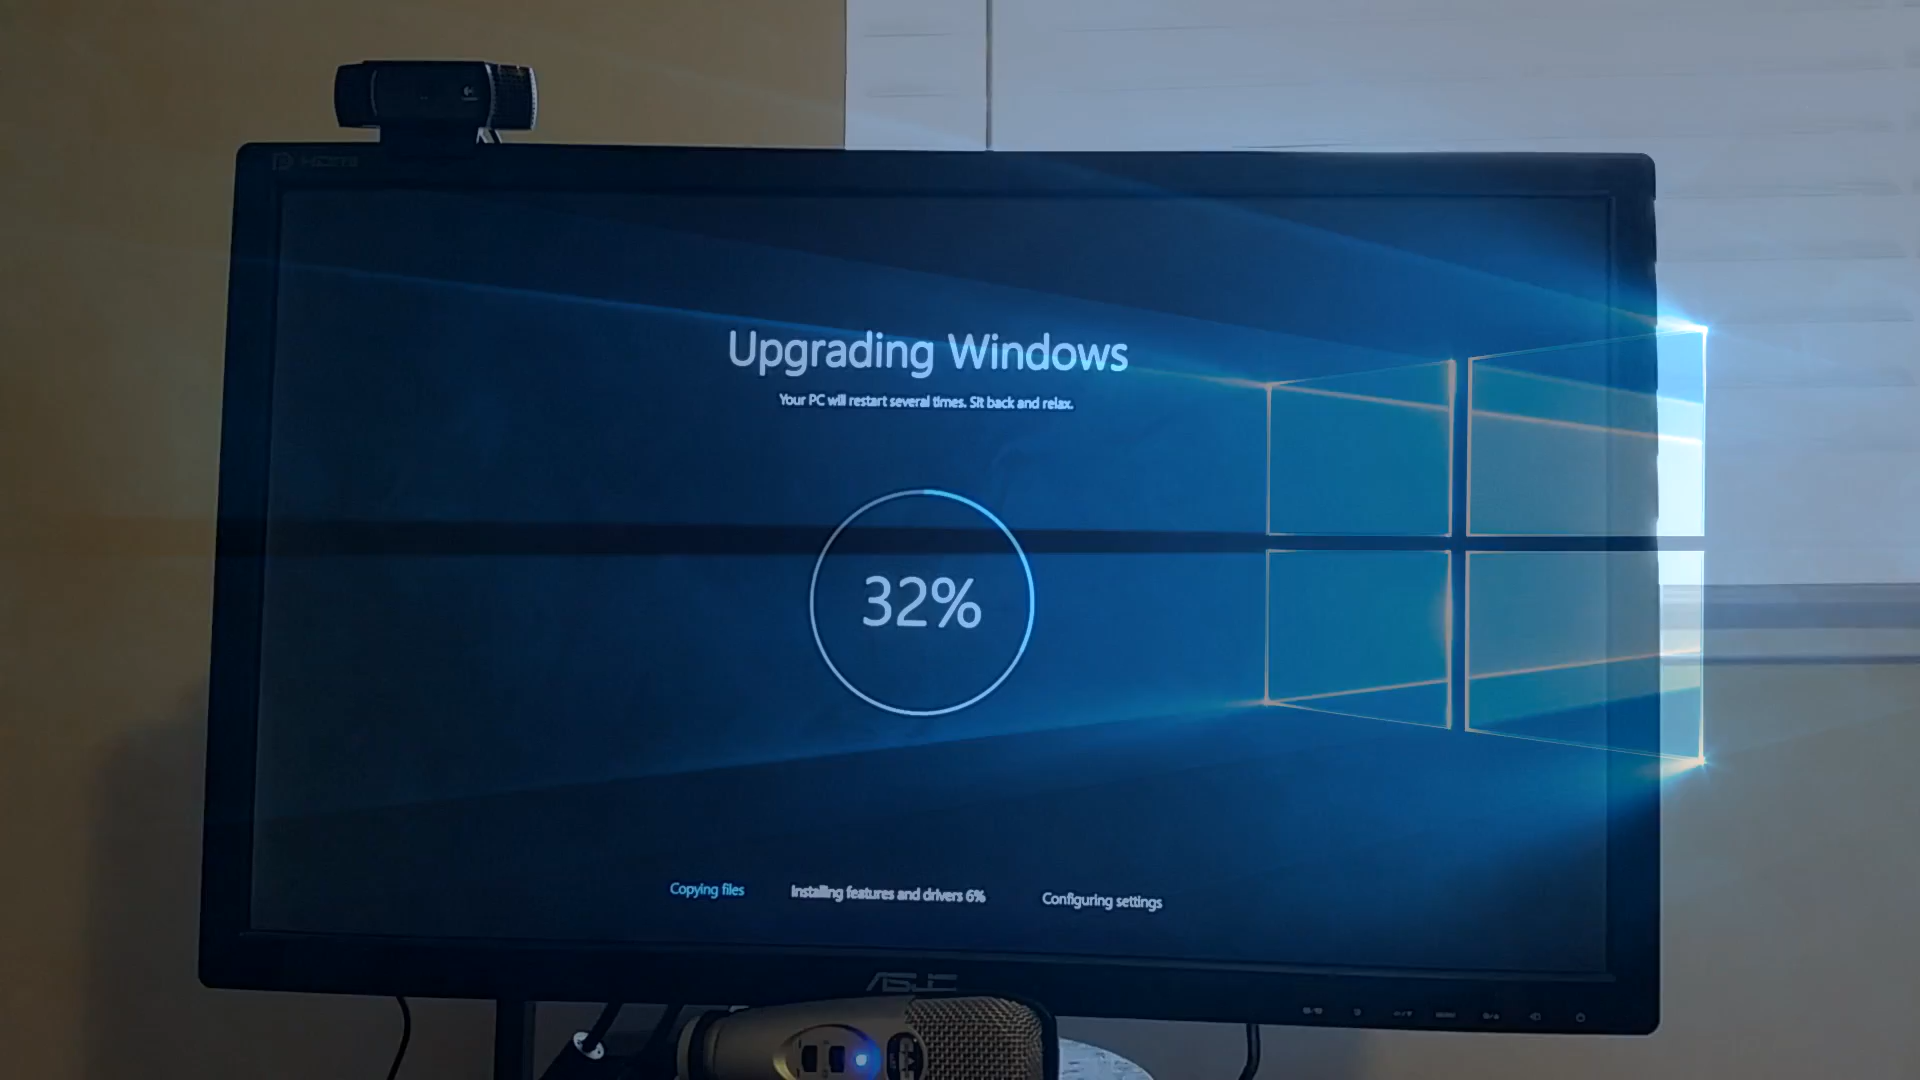 HDMI
Upgrading Windows
Your PC will restart several times. Sit back and relax.
32%
Copying files
Installing features and drivers 6%
Configuring settings